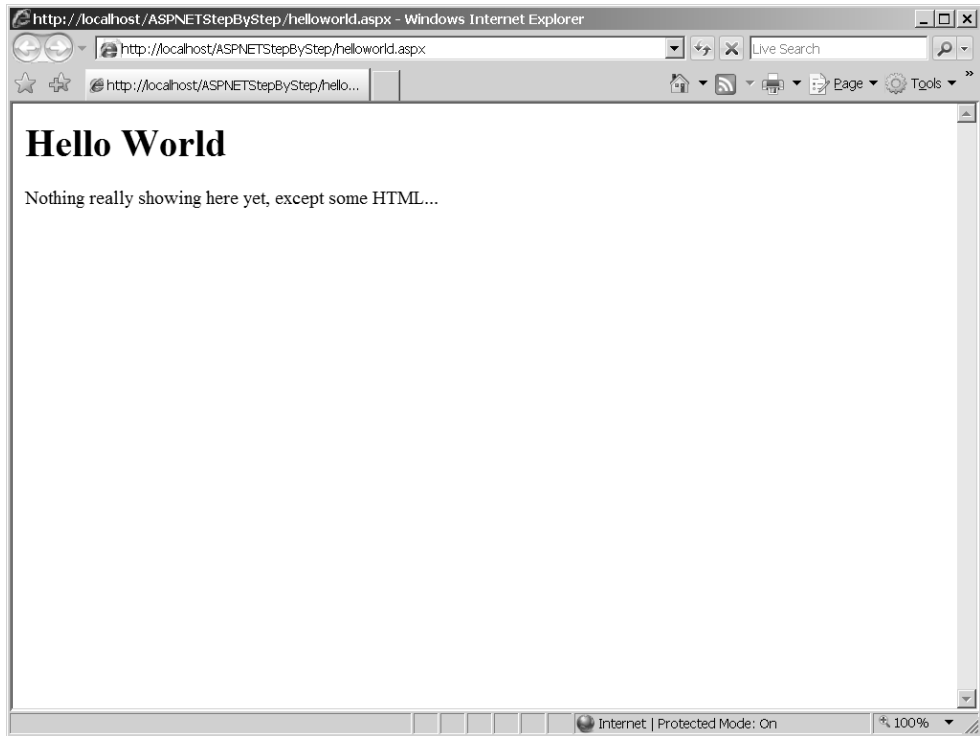 http://localhost/ASPNETStepByStep/helloworld.aspx - Windows Internet Explorer
http://localhost/ASPNETStepByStep/helloworld.aspx
Live Search
http://localhost/ASPNETStepByStep/hello...
Page
Tools
»
Hello World
Nothing really showing here yet, except some HTML...
Internet | Protected Mode: On
100%